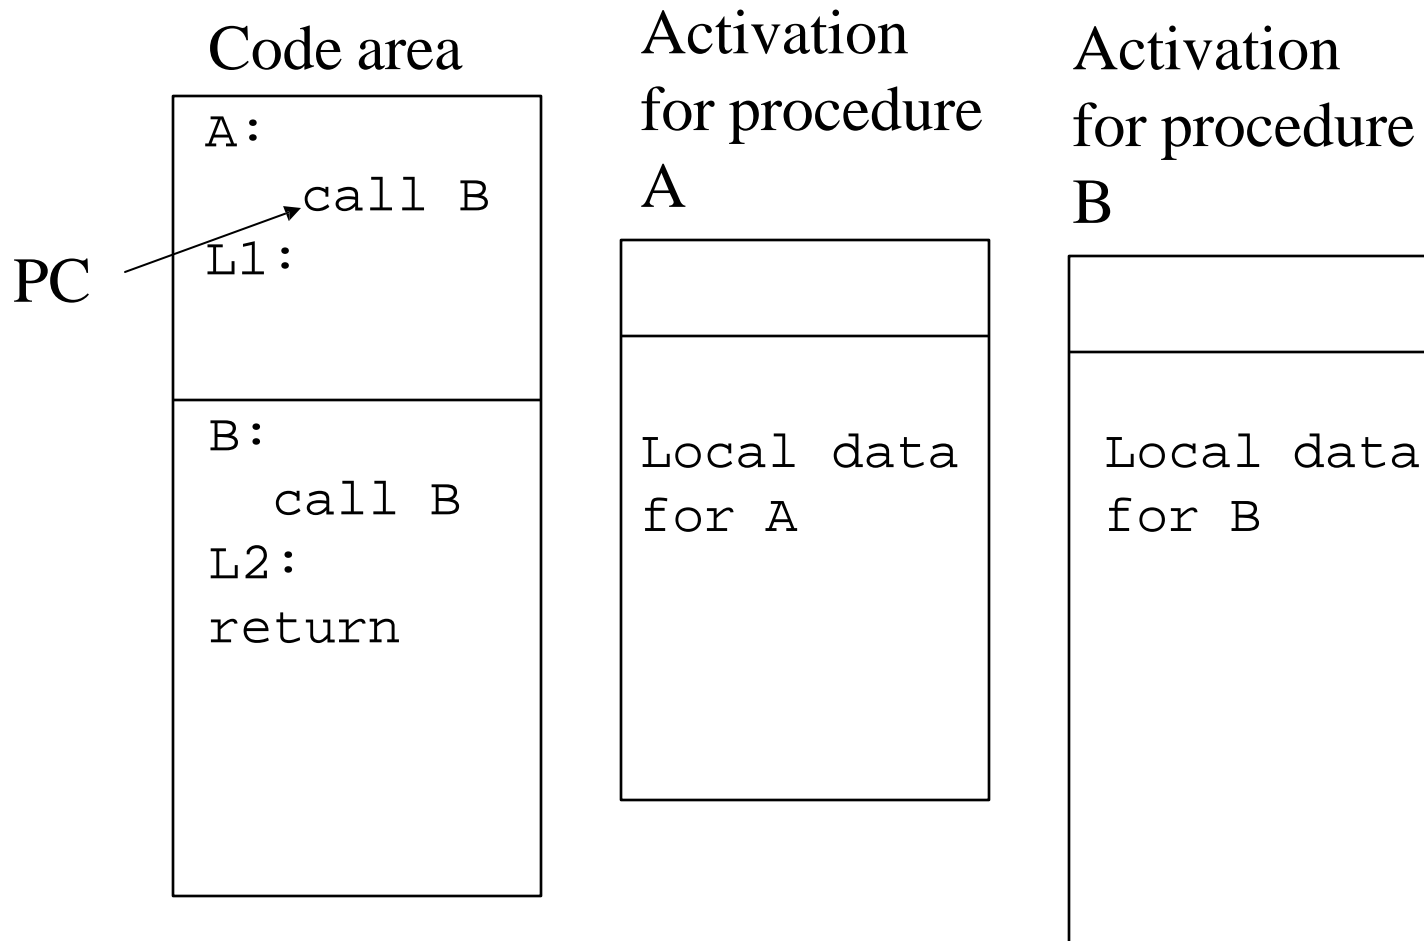 Code area
A:
call B
L1:
PC
B:
call B
L2:
return
Activation
for procedure
A
Local data
for A
Activation
for procedure
B
Local data
for B